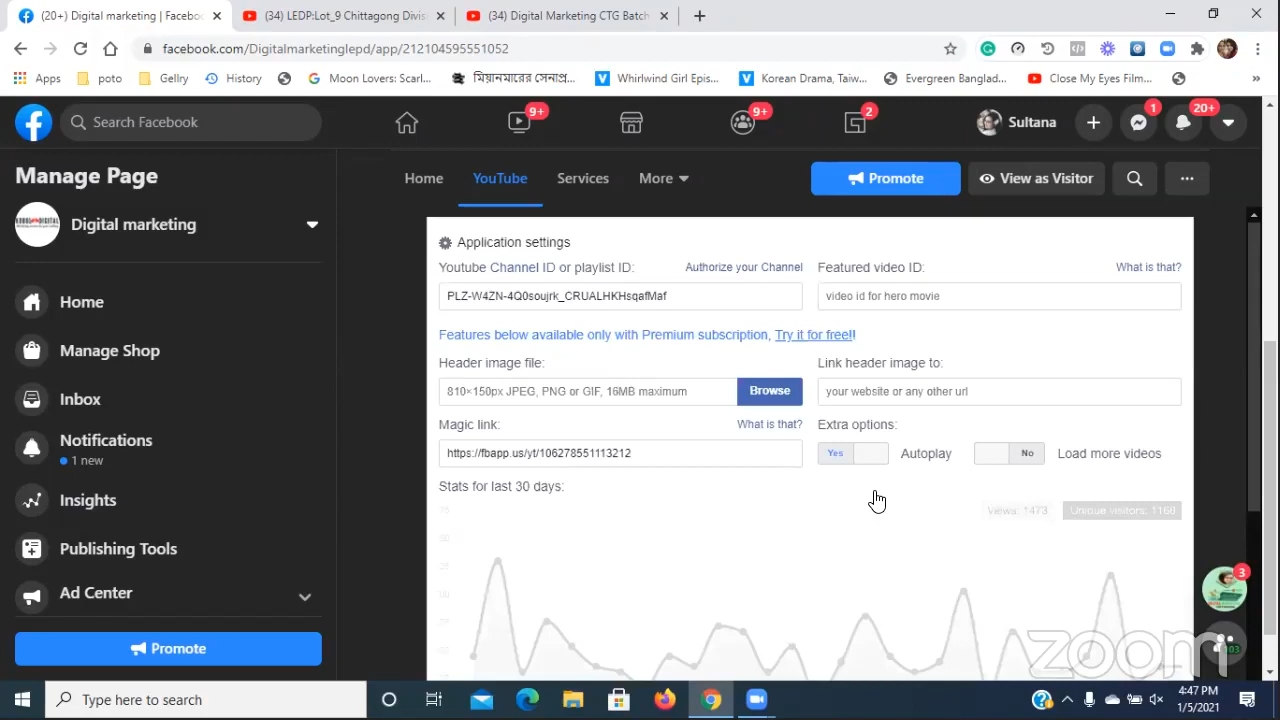 (20+) Digital marketing | Faceboo
(34) LEDP:Lot_9 Chittagong Divis
(34) Digital Marketing CTG Batch
facebook.com/Digitalmarketinglepd/app/212104595551052
Apps
poto
Gellry
History
Moon Lovers: Scarl...
মিয়ানমারের সেনাপ্র...
Whirlwind Girl Epis...
Korean Drama, Taiw...
Evergreen Banglad...
Close My Eyes Film...
»
Search Facebook
9+
9+
2
Sultana
1
20+
Manage Page
Digital marketing
Home
Manage Shop
Inbox
Notifications
1 new
Insights
Publishing Tools
Ad Center
Promote
Home
YouTube
Services
More
Promote
View as Visitor
Application settings
Youtube Channel ID or playlist ID:
Authorize your Channel
PLZ-W4ZN-4Q0soujrk_CRUALHKHsqafMaf
Featured video ID:
What is that?
video id for hero movie
Features below available only with Premium subscription, Try it for free!!
Header image file:
810×150px JPEG, PNG or GIF, 16MB maximum
Browse
Link header image to:
your website or any other url
Magic link:
What is that?
https://fbapp.us/yt/106278551113212
Extra options:
Yes
Autoplay
No
Load more videos
Stats for last 30 days:
Views: 1473
Unique visitors: 1160
3
103
zoom
Type here to search
4:47 PM
1/5/2021